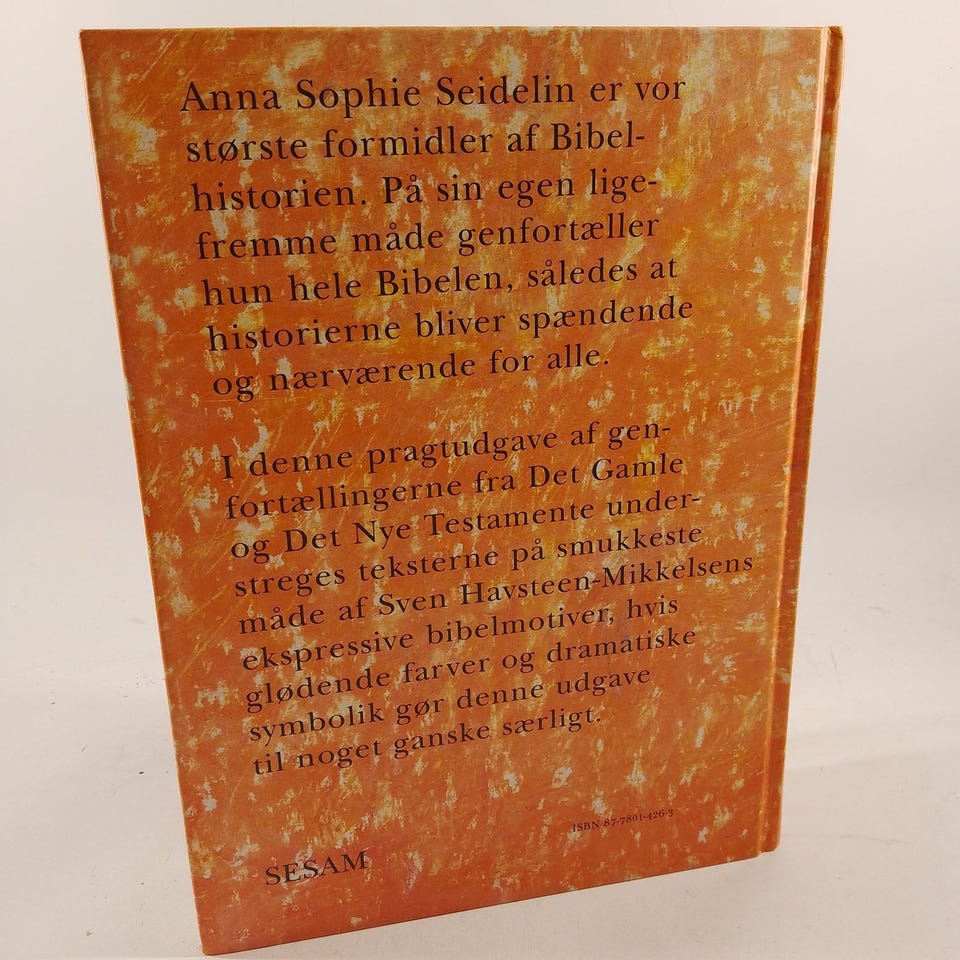 Anna Sophie Seidelin er vor
største formidler af Bibel-
historien. På sin egen lige-
fremme måde genfortæller
hun hele Bibelen, således at
historierne bliver spændende
og nærværende for alle.
I denne pragtudgave af gen-
fortællingerne fra Det Gamle
og Det Nye Testamente under-
streges teksterne på smukkeste
måde af Sven Havsteen-Mikkelsens
ekspressive bibelmotiver, hvis
glødende farver og dramatiske
symbolik gør denne udgave
til noget ganske særligt.
ISBN 87-7801-426-3
SESAM